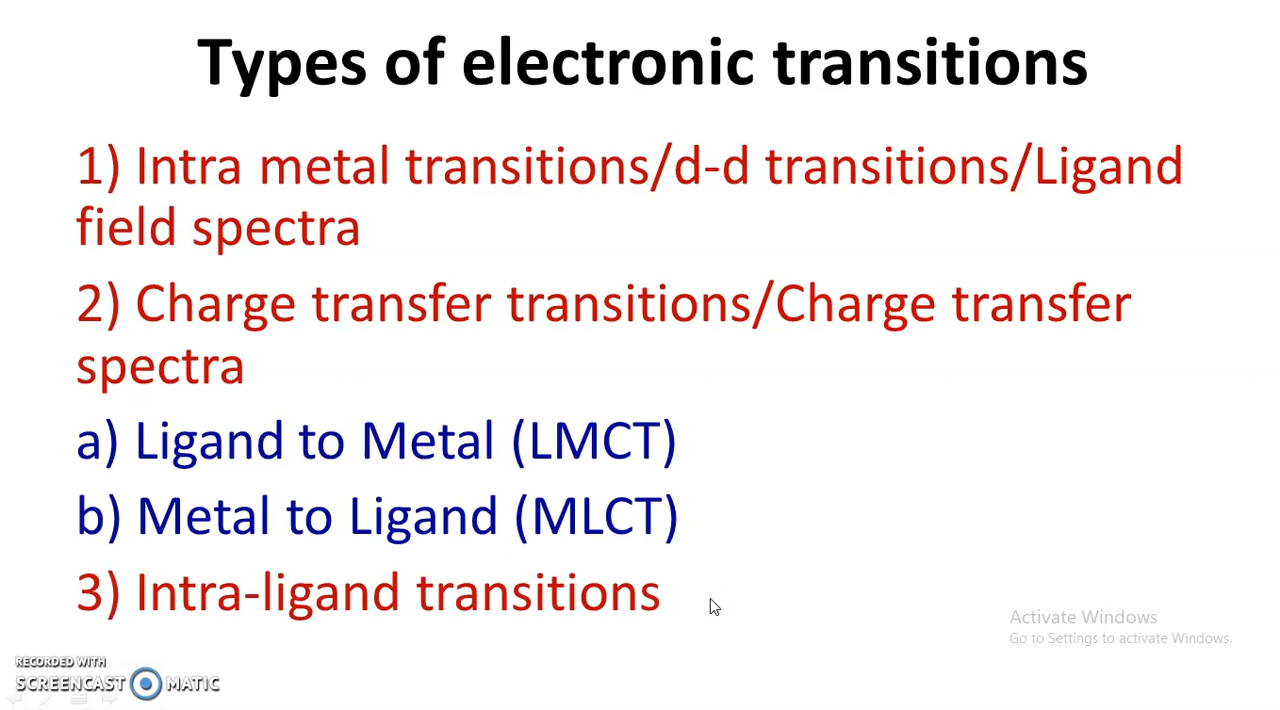 Types of electronic transitions
1) Intra metal transitions/d-d transitions/Ligand
field spectra
2) Charge transfer transitions/Charge transfer
spectra
a) Ligand to Metal (LMCT)
b) Metal to Ligand (MLCT)
3) Intra-ligand transitions
Activate Windows
Go to Settings to activate Windows.
RECORDED WITH
SCREENCAST MATIC